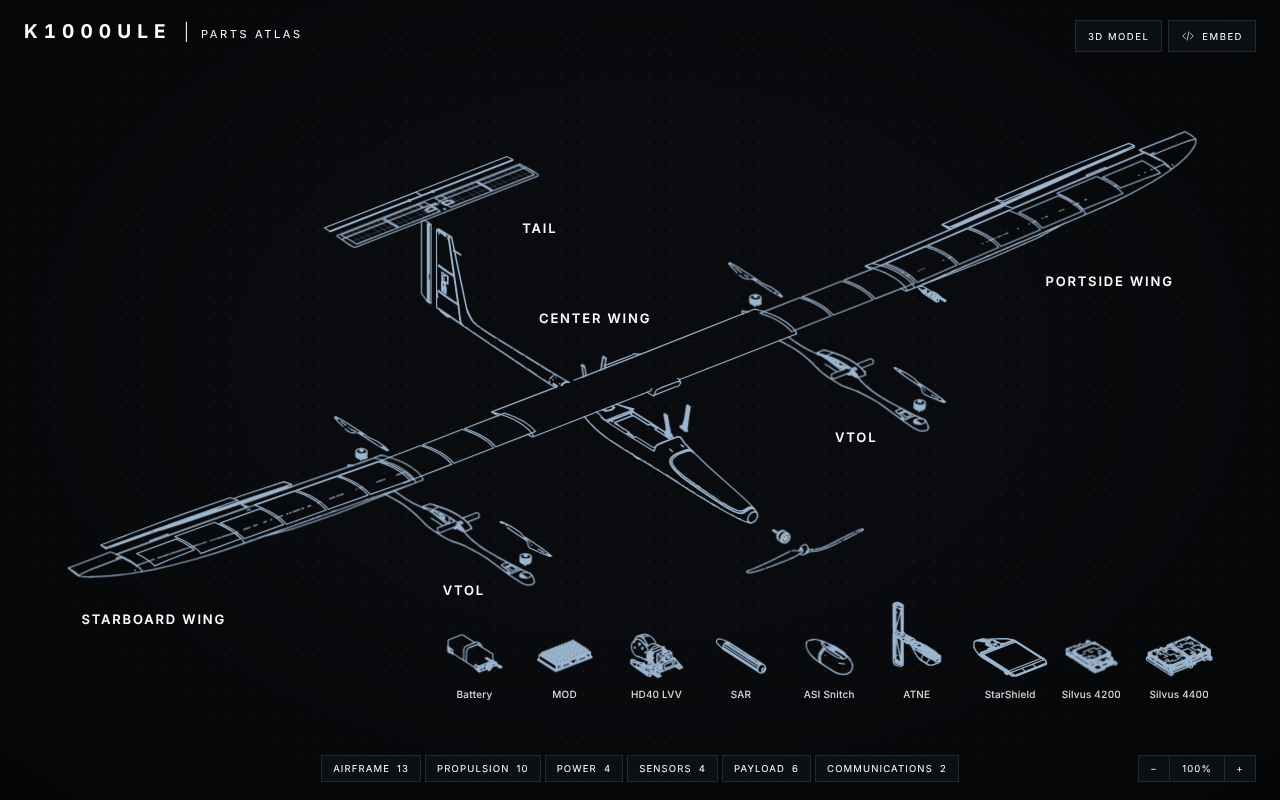 K1000ULE
PARTS ATLAS
3D MODEL
EMBED
TAIL
PORTSIDE WING
CENTER WING
VTOL
VTOL
STARBOARD WING
Battery
MOD
HD40 LVV
SAR
ASI Snitch
ATNE
StarShield
Silvus 4200
Silvus 4400
AIRFRAME 13
PROPULSION 10
POWER 4
SENSORS 4
PAYLOAD 6
COMMUNICATIONS 2
− 100% +